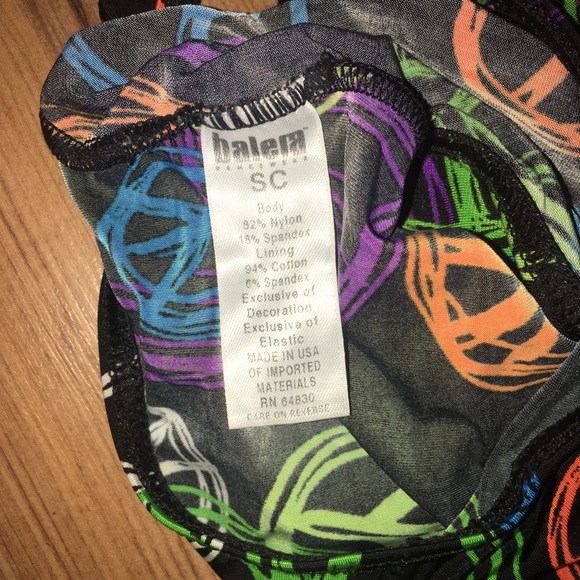 balera
DANCEWEAR
SC
Body
82% Nylon
18% Spandex
Lining
94% Cotton
6% Spandex
Exclusive of
Decoration
Exclusive of
Elastic
MADE IN USA
OF IMPORTED
MATERIALS
RN 64830
CARE ON REVERSE